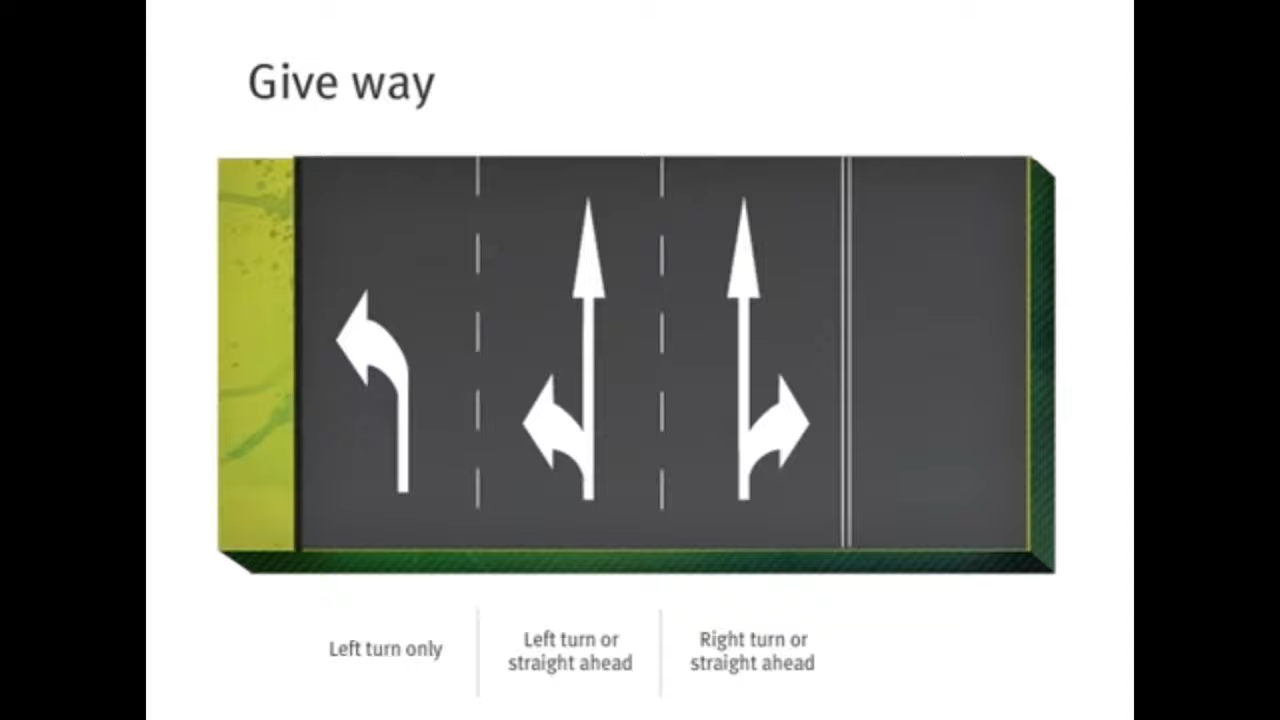 Give way
Left turn only
Left turn or
straight ahead
Right turn or
straight ahead